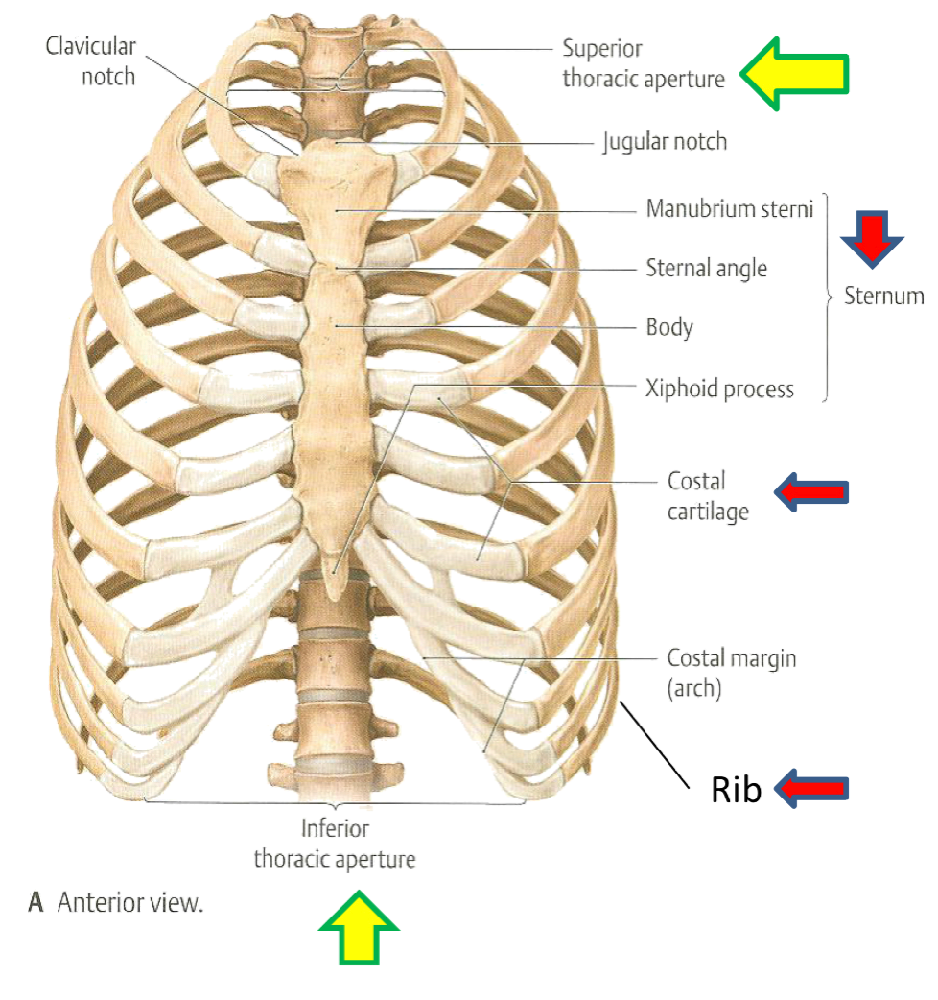 Clavicular
notch
Superior
thoracic aperture
Jugular notch
Manubrium sterni
Sternal angle
Sternum
Body
Xiphoid process
Costal
cartilage
Costal margin
(arch)
Rib
Inferior
thoracic aperture
A Anterior view.